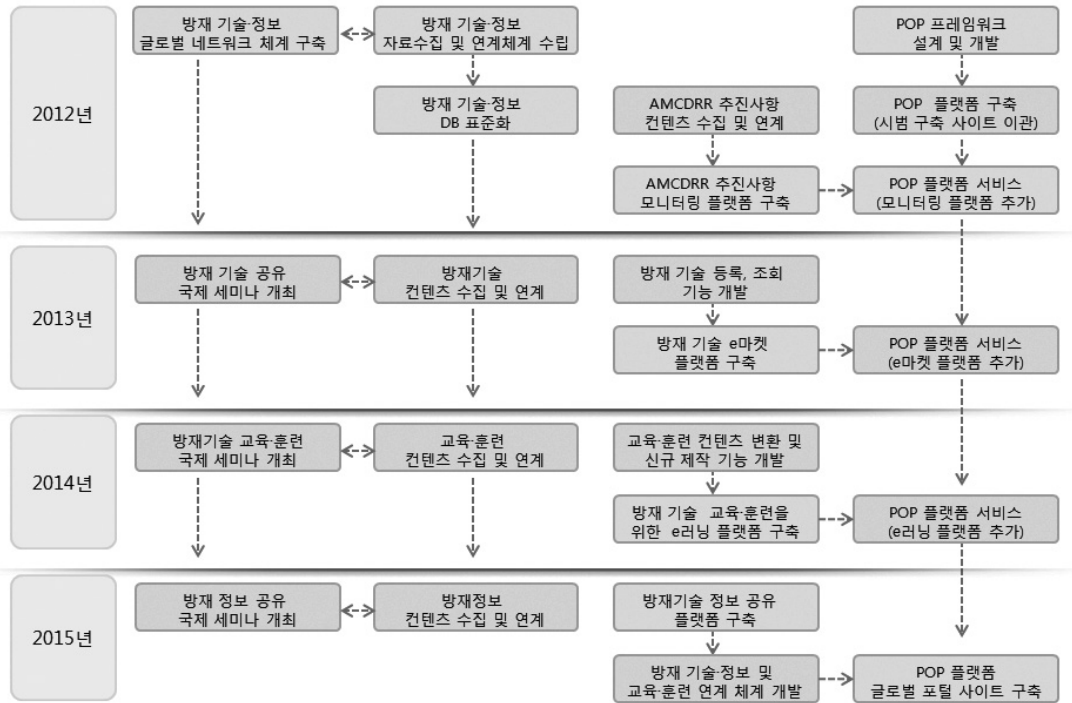 2012년
방재 기술·정보
글로벌 네트워크 체계 구축
방재 기술·정보
자료수집 및 연계체계 수립
POP 프레임워크
설계 및 개발
방재 기술·정보
DB 표준화
AMCDRR 추진사항
컨텐츠 수집 및 연계
POP 플랫폼 구축
(시범 구축 사이트 이관)
AMCDRR 추진사항
모니터링 플랫폼 구축
POP 플랫폼 서비스
(모니터링 플랫폼 추가)
2013년
방재 기술 공유
국제 세미나 개최
방재기술
컨텐츠 수집 및 연계
방재 기술 등록, 조회
기능 개발
방재 기술 e마켓
플랫폼 구축
POP 플랫폼 서비스
(e마켓 플랫폼 추가)
2014년
방재기술 교육·훈련
국제 세미나 개최
교육·훈련
컨텐츠 수집 및 연계
교육·훈련 컨텐츠 변환 및
신규 제작 기능 개발
방재 기술 교육·훈련을
위한 e러닝 플랫폼 구축
POP 플랫폼 서비스
(e러닝 플랫폼 추가)
2015년
방재 정보 공유
국제 세미나 개최
방재정보
컨텐츠 수집 및 연계
방재기술 정보 공유
플랫폼 구축
방재 기술·정보 및
교육·훈련 연계 체계 개발
POP 플랫폼
글로벌 포털 사이트 구축